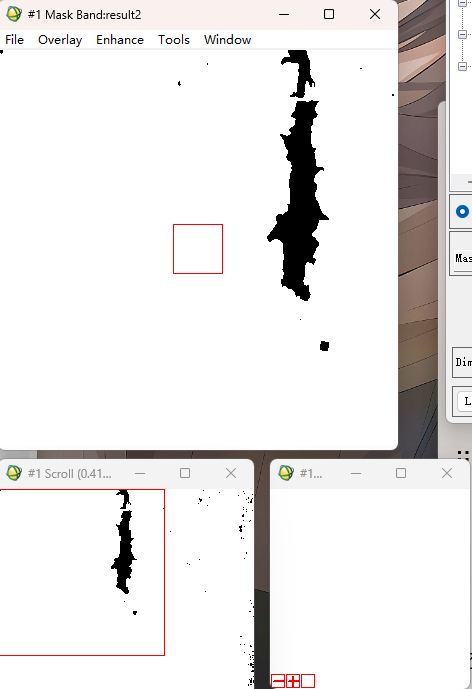 #1 Mask Band:result2
File Overlay Enhance Tools Window
Mas
Dim
L
#1 Scroll (0.41...
#1...